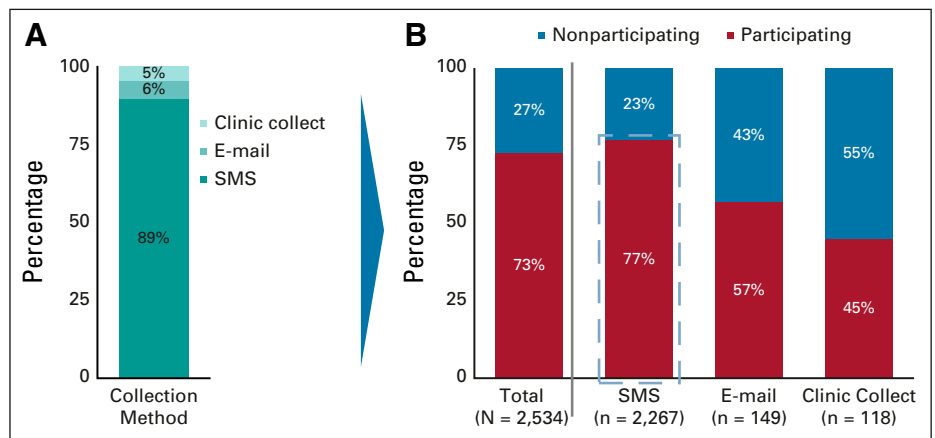 A
Percentage
100
75
50
25
0
5%
6%
89%
Clinic collect
E-mail
SMS
Collection
Method
B
Nonparticipating Participating
Percentage
100
75
50
25
0
27% 23% 43% 55%
73% 77% 57% 45%
Total SMS E-mail Clinic Collect
(N = 2,534) (n = 2,267) (n = 149) (n = 118)